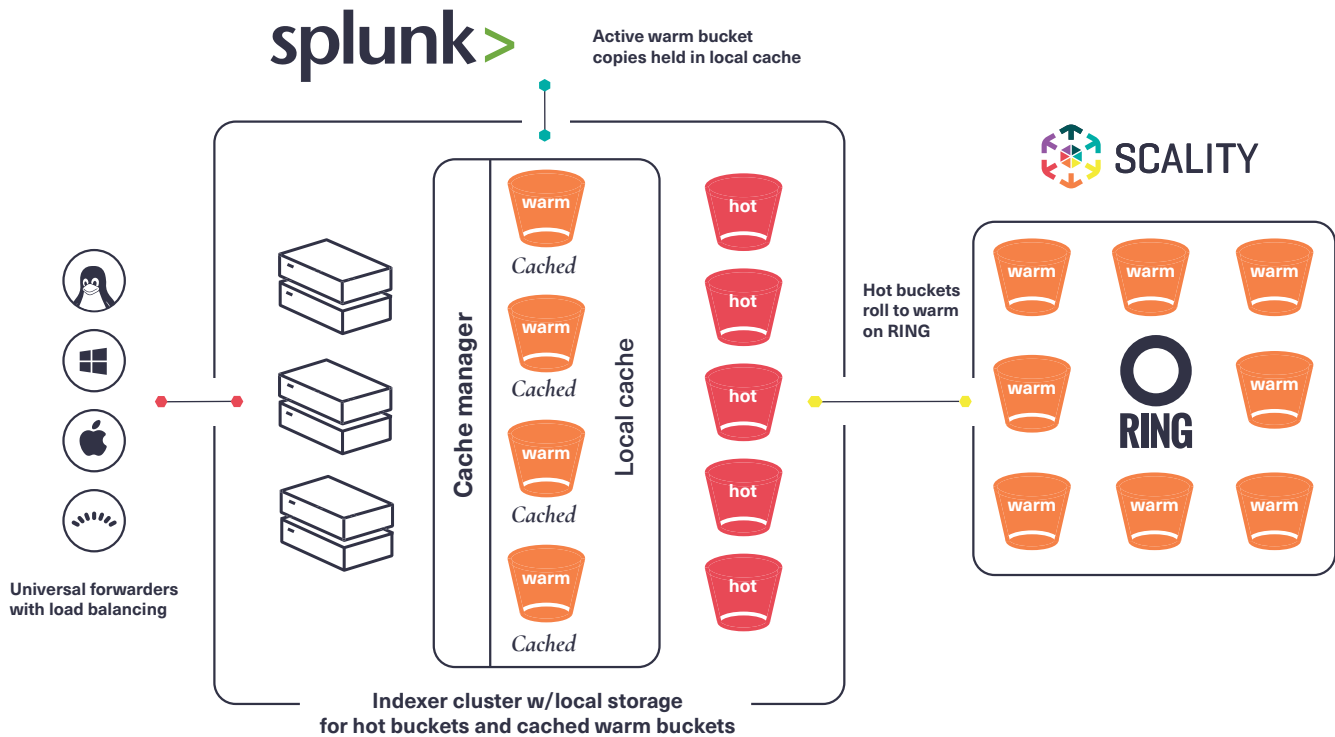 splunk>
Active warm bucket
copies held in local cache
SCALITY
Universal forwarders
with load balancing
Cache manager
warm
Cached
warm
Cached
warm
Cached
warm
Cached
Local cache
hot
hot
hot
hot
hot
Hot buckets
roll to warm
on RING
warm
warm
warm
warm
RING
warm
warm
warm
warm
Indexer cluster w/local storage
for hot buckets and cached warm buckets